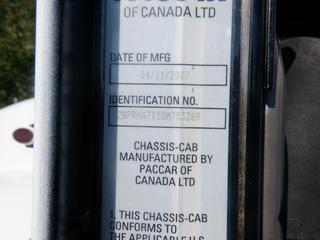 OF CANADA LTD
DATE OF MFG
04/11/2007
IDENTIFICATION NO.
CHASSIS-CAB
MANUFACTURED BY
PACCAR OF
CANADA LTD
1. THIS CHASSIS-CAB
CONFORMS TO
THE APPLICABLE U.S.